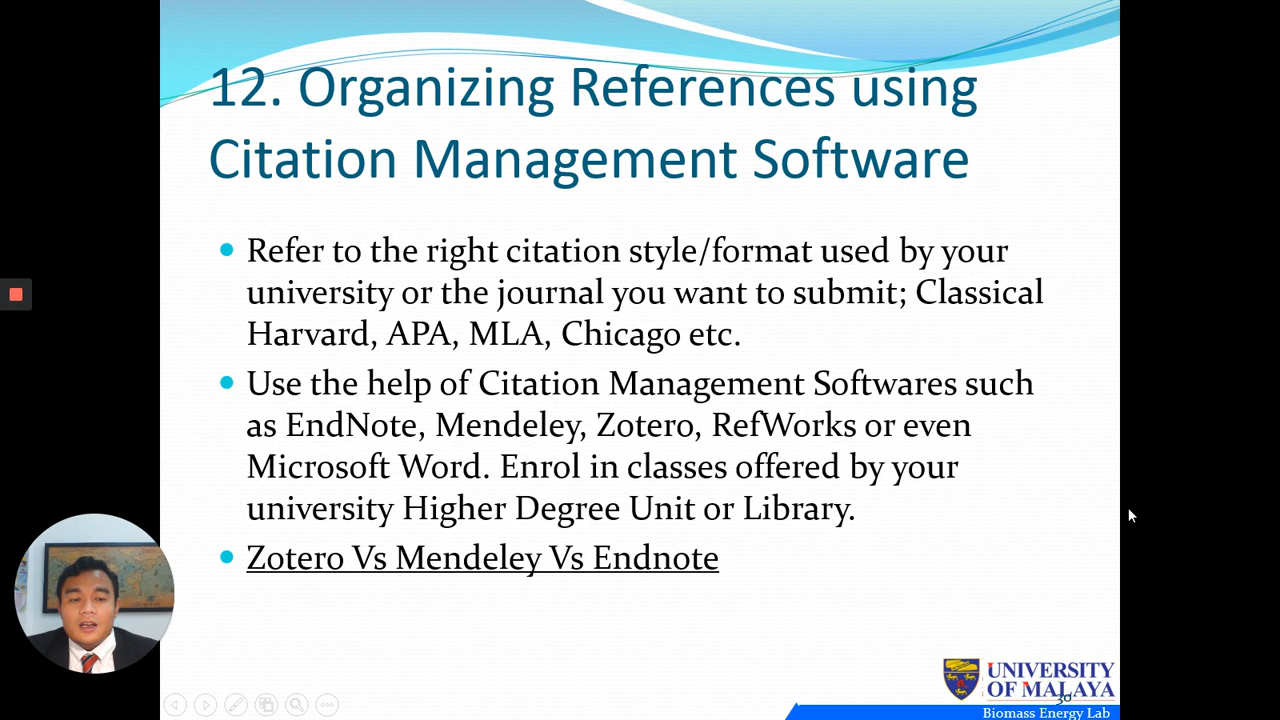 12. Organizing References using
Citation Management Software
Refer to the right citation style/format used by your
university or the journal you want to submit; Classical
Harvard, APA, MLA, Chicago etc.
Use the help of Citation Management Softwares such
as EndNote, Mendeley, Zotero, RefWorks or even
Microsoft Word. Enrol in classes offered by your
university Higher Degree Unit or Library.
Zotero Vs Mendeley Vs Endnote
UNIVERSITY
OF MALAYA
30
Biomass Energy Lab